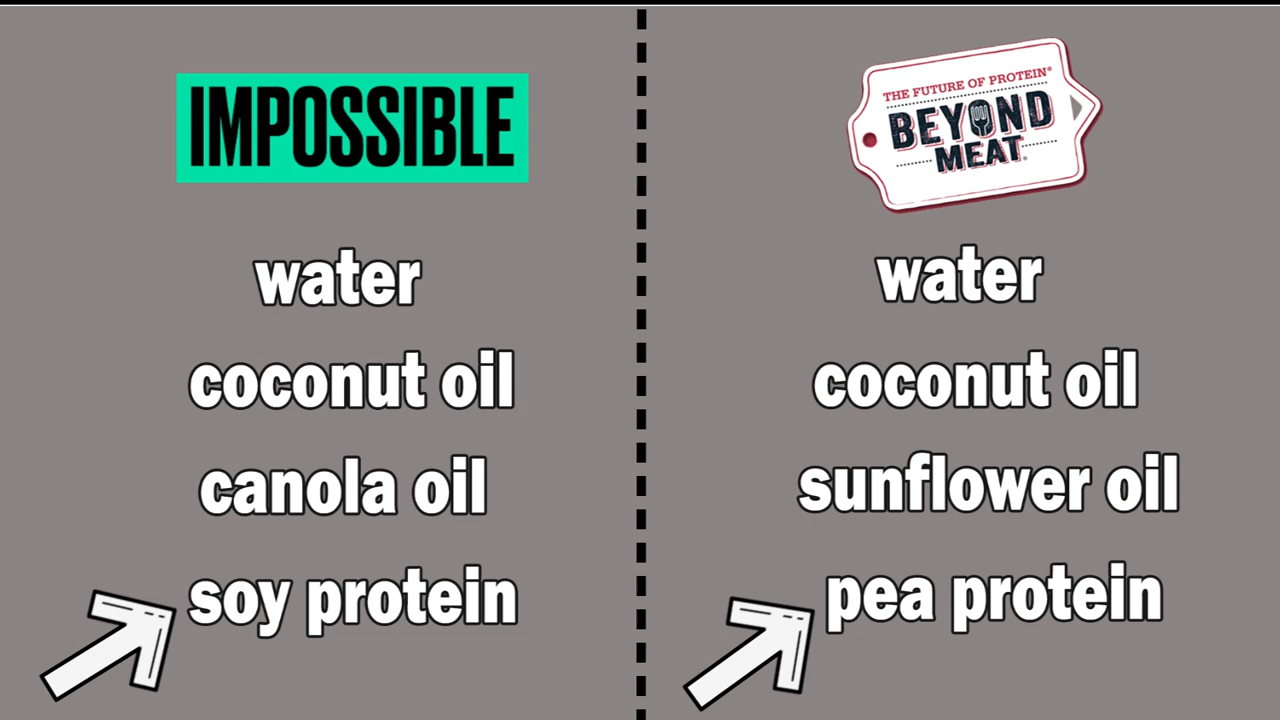 IMPOSSIBLE
water
coconut oil
canola oil
soy protein
THE FUTURE OF PROTEIN®
BEYOND
MEAT®
water
coconut oil
sunflower oil
pea protein